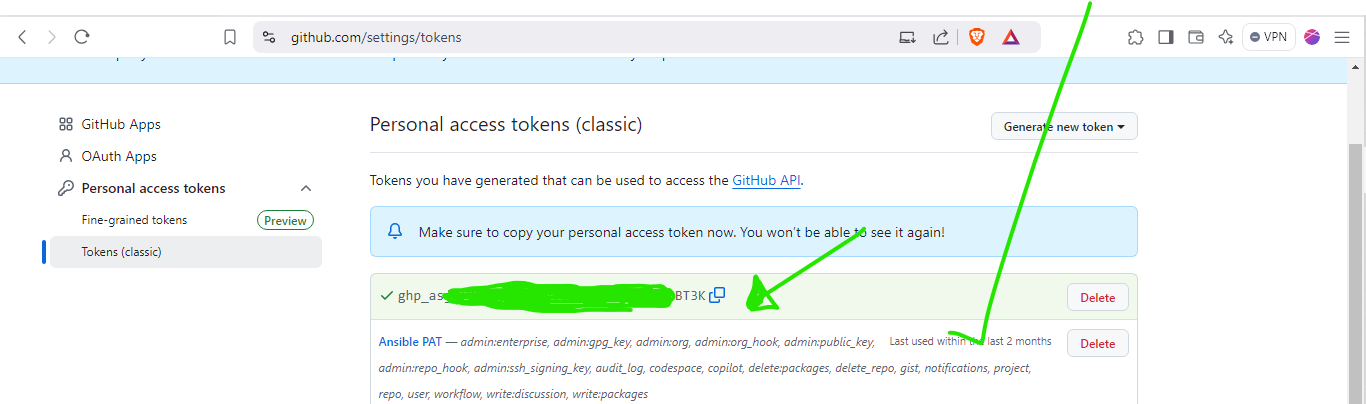 github.com/settings/tokens
VPN
GitHub Apps
OAuth Apps
Personal access tokens
Fine-grained tokens Preview
Tokens (classic)
Personal access tokens (classic)
Generate new token
Tokens you have generated that can be used to access the GitHub API.
Make sure to copy your personal access token now. You won't be able to see it again!
ghp_as BT3K Delete
Ansible PAT — admin:enterprise, admin:gpg_key, admin:org, admin:org_hook, admin:public_key, Last used within the last 2 months Delete
admin:repo_hook, admin:ssh_signing_key, audit_log, codespace, copilot, delete:packages, delete_repo, gist, notifications, project,
repo, user, workflow, write:discussion, write:packages